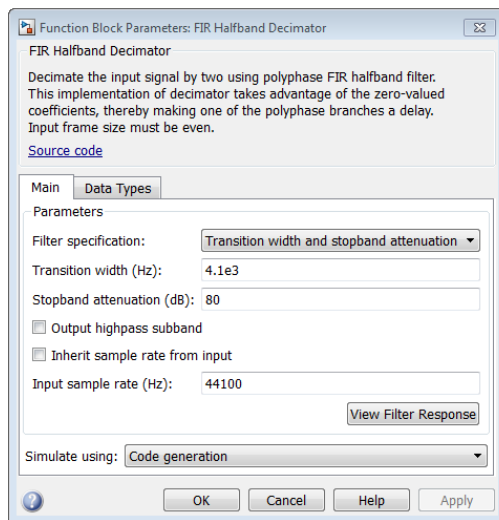 Function Block Parameters: FIR Halfband Decimator
FIR Halfband Decimator
Decimate the input signal by two using polyphase FIR halfband filter.
This implementation of decimator takes advantage of the zero-valued
coefficients, thereby making one of the polyphase branches a delay.
Input frame size must be even.
Source code
Main Data Types
Parameters
Filter specification: Transition width and stopband attenuation
Transition width (Hz): 4.1e3
Stopband attenuation (dB): 80
Output highpass subband
Inherit sample rate from input
Input sample rate (Hz): 44100
View Filter Response
Simulate using: Code generation
? OK Cancel Help Apply